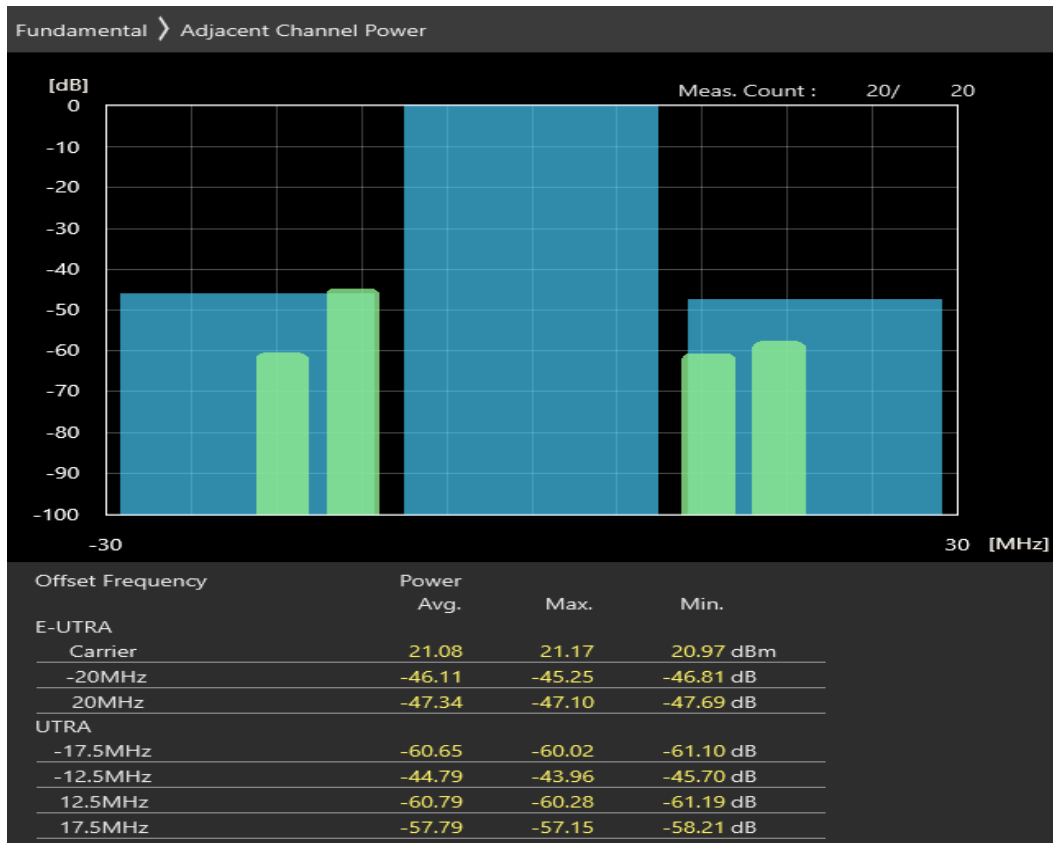 Fundamental 〉 Adjacent Channel Power
[dB] Meas. Count : 20/ 20
0
-10
-20
-30
-40
-50
-60
-70
-80
-90
-100
-30 30 [MHz]
Offset Frequency Power
Avg. Max. Min.
E-UTRA
Carrier 21.08 21.17 20.97 dBm
-20MHz -46.11 -45.25 -46.81 dB
20MHz -47.34 -47.10 -47.69 dB
UTRA
-17.5MHz -60.65 -60.02 -61.10 dB
-12.5MHz -44.79 -43.96 -45.70 dB
12.5MHz -60.79 -60.28 -61.19 dB
17.5MHz -57.79 -57.15 -58.21 dB